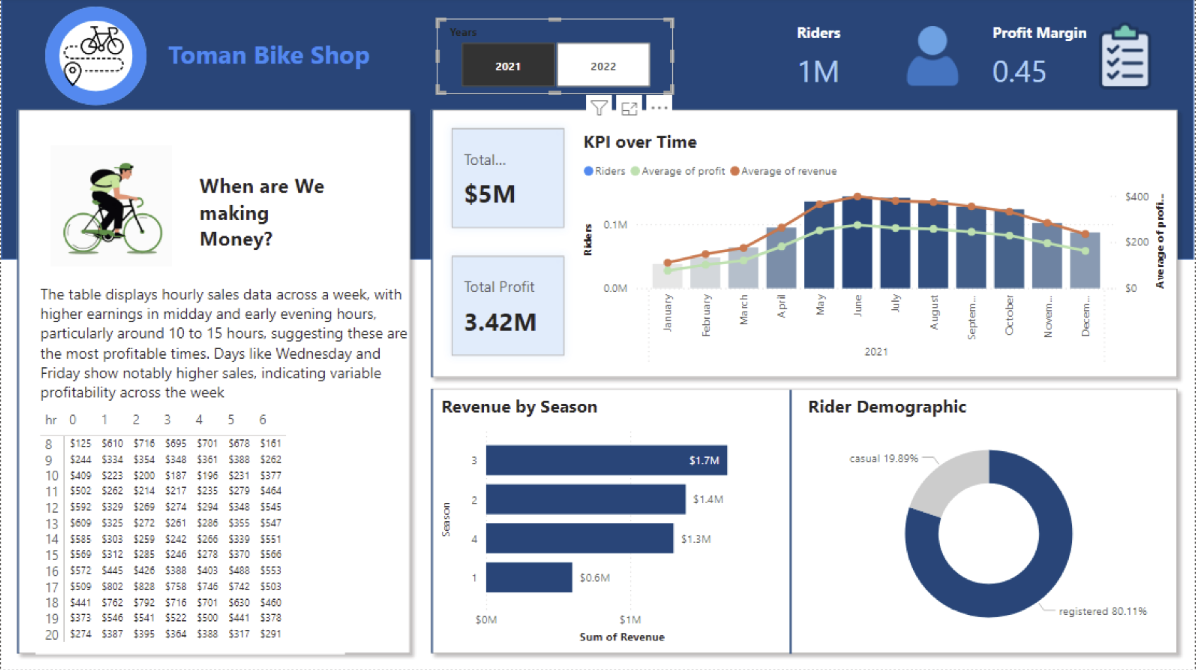 Toman Bike Shop
Years
2021
2022
Riders
1M
Profit Margin
0.45
When are We
making
Money?
The table displays hourly sales data across a week, with
higher earnings in midday and early evening hours,
particularly around 10 to 15 hours, suggesting these are
the most profitable times. Days like Wednesday and
Friday show notably higher sales, indicating variable
profitability across the week
hr 0 1 2 3 4 5 6
8 $125 $610 $716 $695 $701 $678 $161
9 $244 $334 $354 $348 $361 $388 $262
10 $409 $223 $200 $187 $196 $231 $377
11 $502 $262 $214 $217 $235 $279 $464
12 $592 $329 $269 $274 $294 $348 $545
13 $609 $325 $272 $261 $286 $355 $547
14 $585 $303 $259 $242 $266 $339 $551
15 $569 $312 $285 $246 $278 $370 $566
16 $572 $445 $426 $388 $403 $488 $553
17 $509 $802 $828 $758 $746 $742 $503
18 $441 $762 $792 $716 $701 $630 $460
19 $373 $546 $541 $522 $500 $441 $378
20 $274 $387 $395 $364 $388 $317 $291
Total...
$5M
Total Profit
3.42M
KPI over Time
Riders Average of profit Average of revenue
Riders
0.1M
0.0M
$400
$200
$0
Average of profi...
January
February
March
April
May
June
July
August
Septem...
October
Novem...
Decem...
2021
Revenue by Season
Season
3 $1.7M
2 $1.4M
4 $1.3M
1 $0.6M
$0M $1M
Sum of Revenue
Rider Demographic
casual 19.89%
registered 80.11%